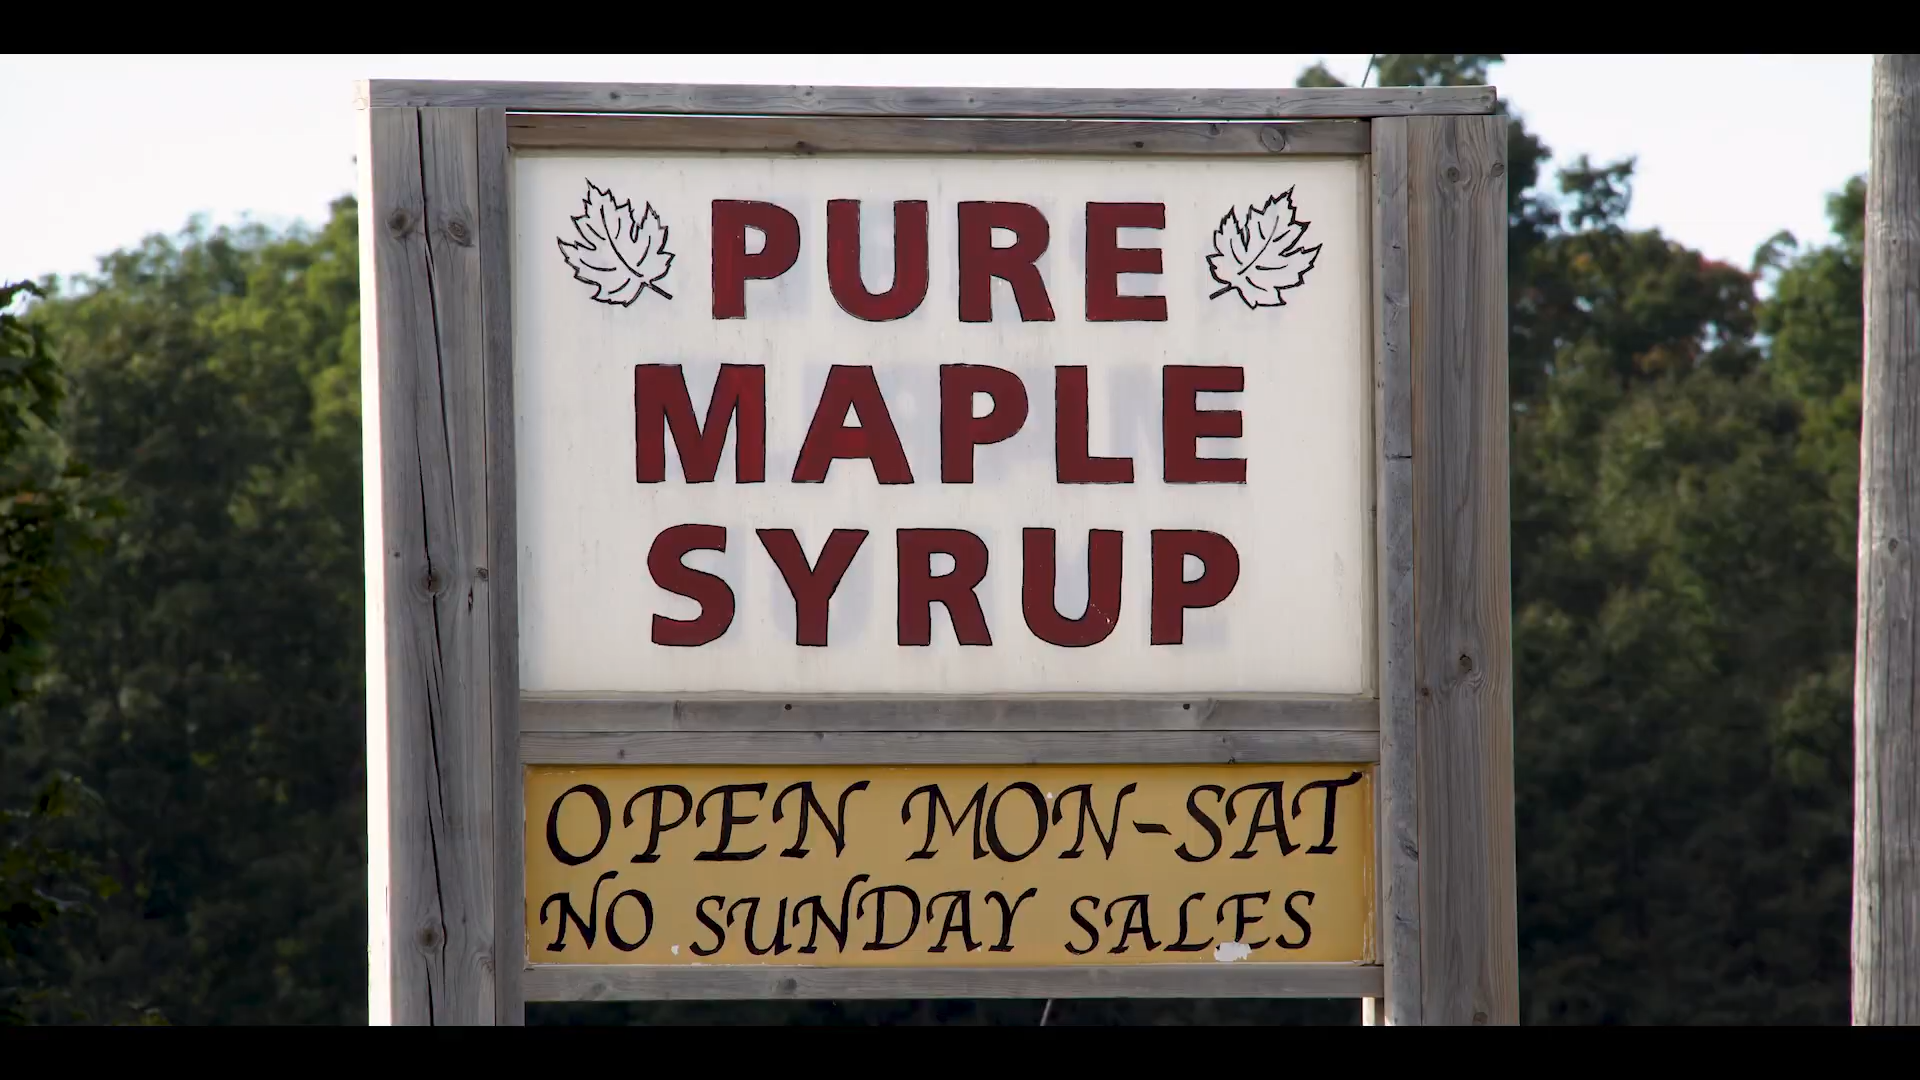 PURE
MAPLE
SYRUP
OPEN MON-SAT
NO SUNDAY SALES